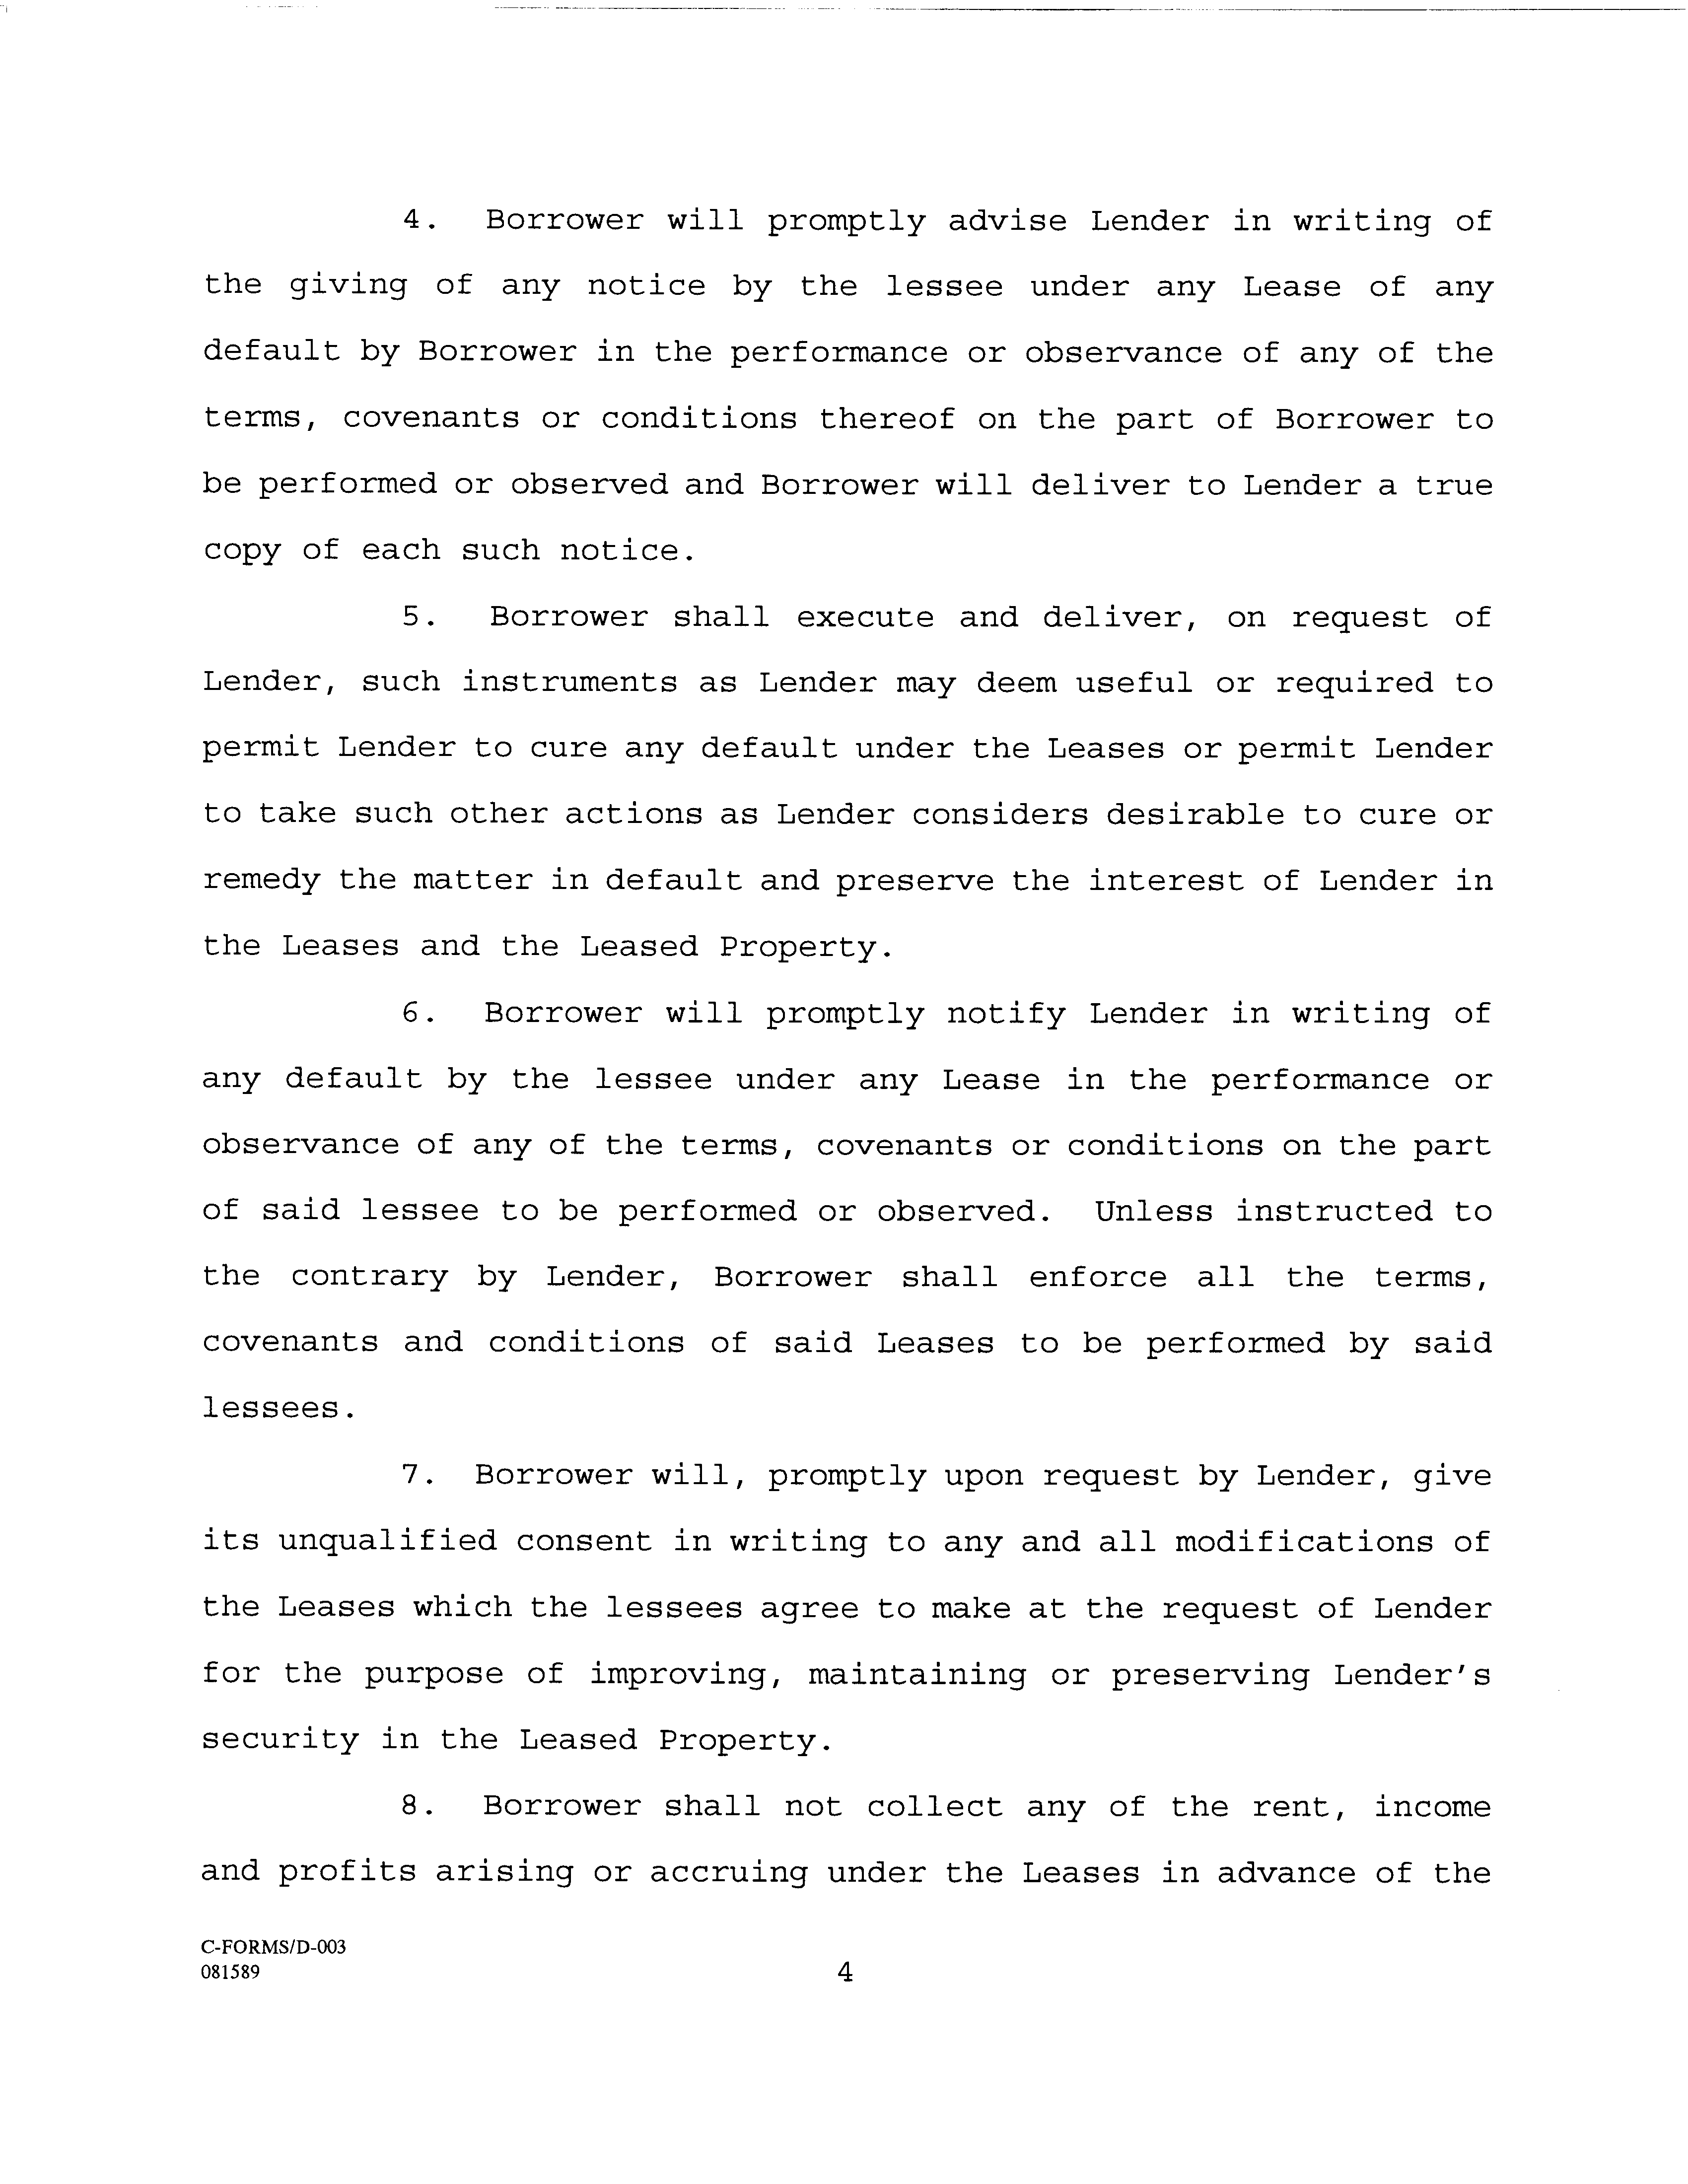 4. Borrower will promptly advise Lender in writing of
the giving of any notice by the lessee under any Lease of any
default by Borrower in the performance or observance of any of the
terms, covenants or conditions thereof on the part of Borrower to
be performed or observed and Borrower will deliver to Lender a true
copy of each such notice.
5. Borrower shall execute and deliver, on request of
Lender, such instruments as Lender may deem useful or required to
permit Lender to cure any default under the Leases or permit Lender
to take such other actions as Lender considers desirable to cure or
remedy the matter in default and preserve the interest of Lender in
the Leases and the Leased Property.
6. Borrower will promptly notify Lender in writing of
any default by the lessee under any Lease in the performance or
observance of any of the terms, covenants or conditions on the part
of said lessee to be performed or observed. Unless instructed to
the contrary by Lender, Borrower shall enforce all the terms,
covenants and conditions of said Leases to be performed by said
lessees.
7. Borrower will, promptly upon request by Lender, give
its unqualified consent in writing to any and all modifications of
the Leases which the lessees agree to make at the request of Lender
for the purpose of improving, maintaining or preserving Lender's
security in the Leased Property.
8. Borrower shall not collect any of the rent, income
and profits arising or accruing under the Leases in advance of the
C-FORMS/D-003
081589
4